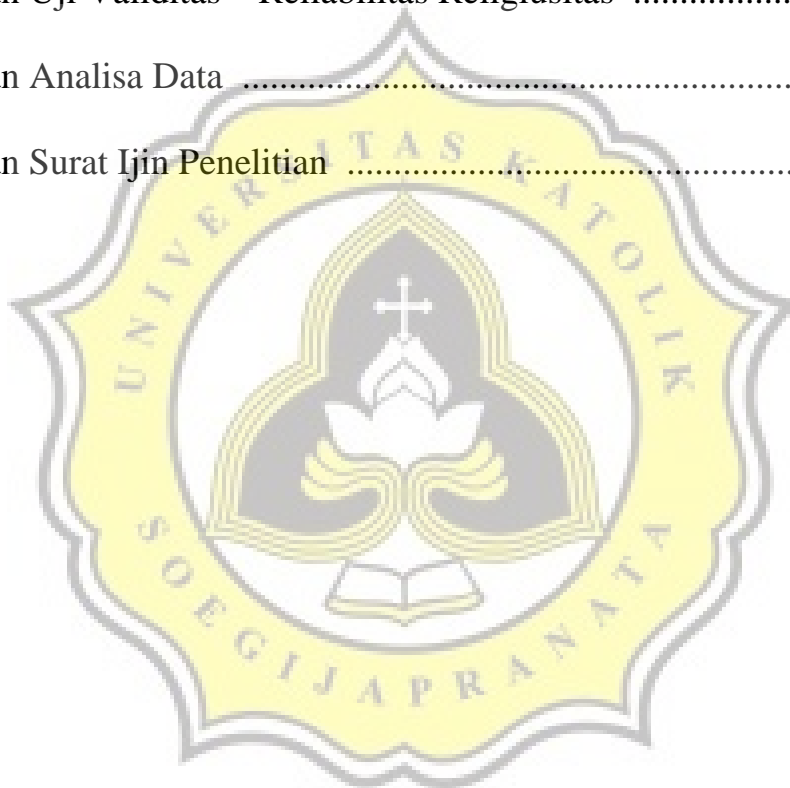 n Uji Validitas – Reliabilitas Religiusitas ................
n Analisa Data ..................................................
n Surat Ijin Penelitian ........................................
UNIVERSITAS KATOLIK
SOEGIJAPRANATA